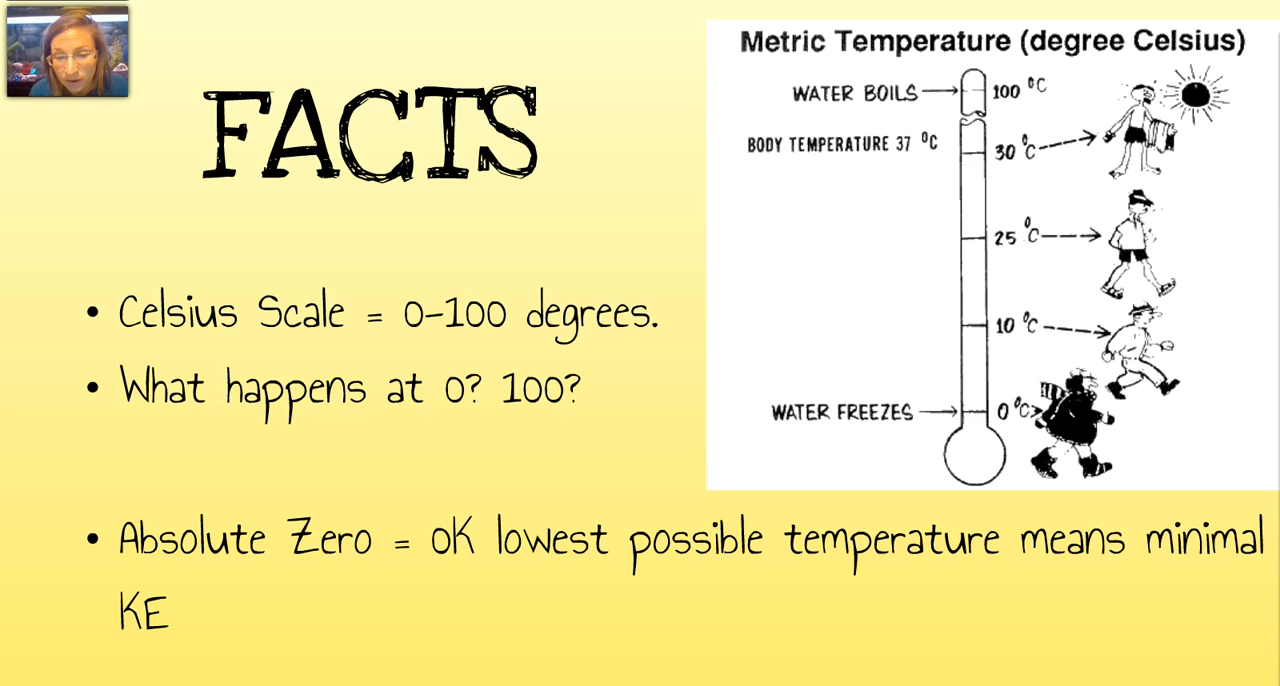 FACTS
• Celsius Scale = 0-100 degrees.
• What happens at 0? 100?
• Absolute Zero = 0K lowest possible temperature means minimal
KE
Metric Temperature (degree Celsius)
WATER BOILS
100 °C
BODY TEMPERATURE 37 °C
30 °C
25 °C
10 °C
WATER FREEZES
0 °C